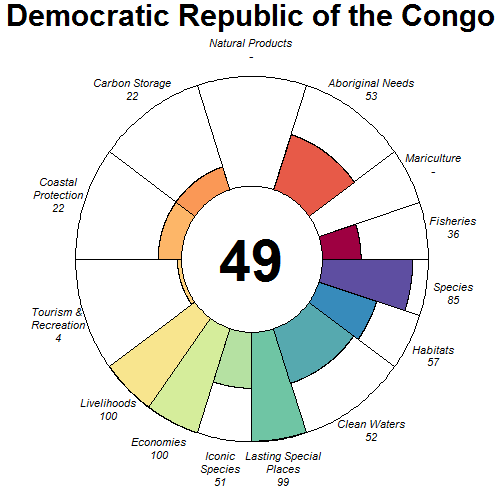 Democratic Republic of the Congo
Natural Products
-
Carbon Storage
22
Aboriginal Needs
53
Mariculture
-
Coastal
Protection
22
Fisheries
36
49
Species
85
Tourism &
Recreation
4
Habitats
57
Livelihoods
100
Clean Waters
52
Economies
100
Iconic
Species
51
Lasting Special
Places
99